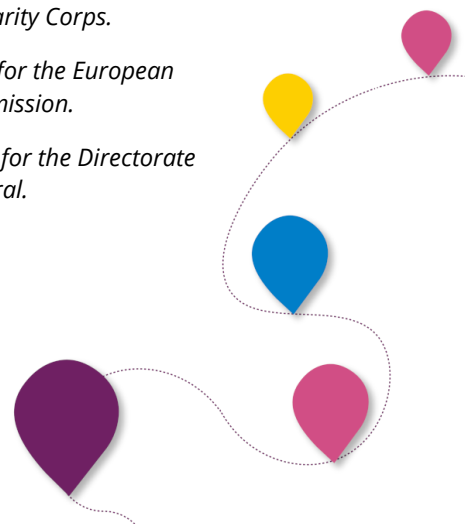 arity Corps.
for the European
mission.
for the Directorate
ral.